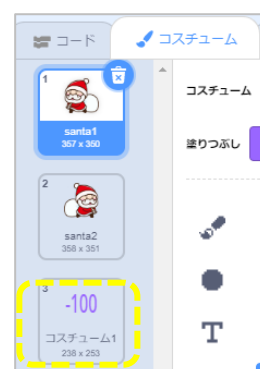 コード
コスチューム
1
santa1
357 x 350
2
santa2
358 x 351
3
-100
コスチューム1
238 x 253
コスチューム
塗りつぶし
T